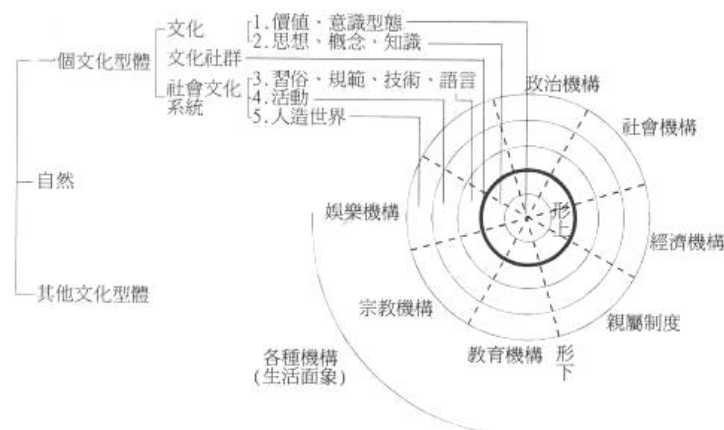 文化
1.價值、意識型態
2.思想、概念、知識
一個文化型體
文化社群
社會文化
系統
3.習俗、規範、技術、語言
4.活動
5.人造世界
自然
其他文化型體
政治機構
社會機構
經濟機構
親屬制度
教育機構
宗教機構
娛樂機構
形上
形下
各種機構
(生活面象)